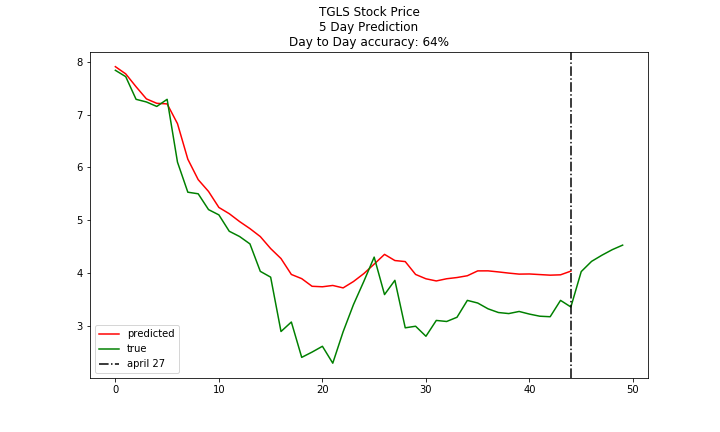 TGLS Stock Price
5 Day Prediction
Day to Day accuracy: 64%
8
7
6
5
4
3
predicted
true
april 27
0 10 20 30 40 50